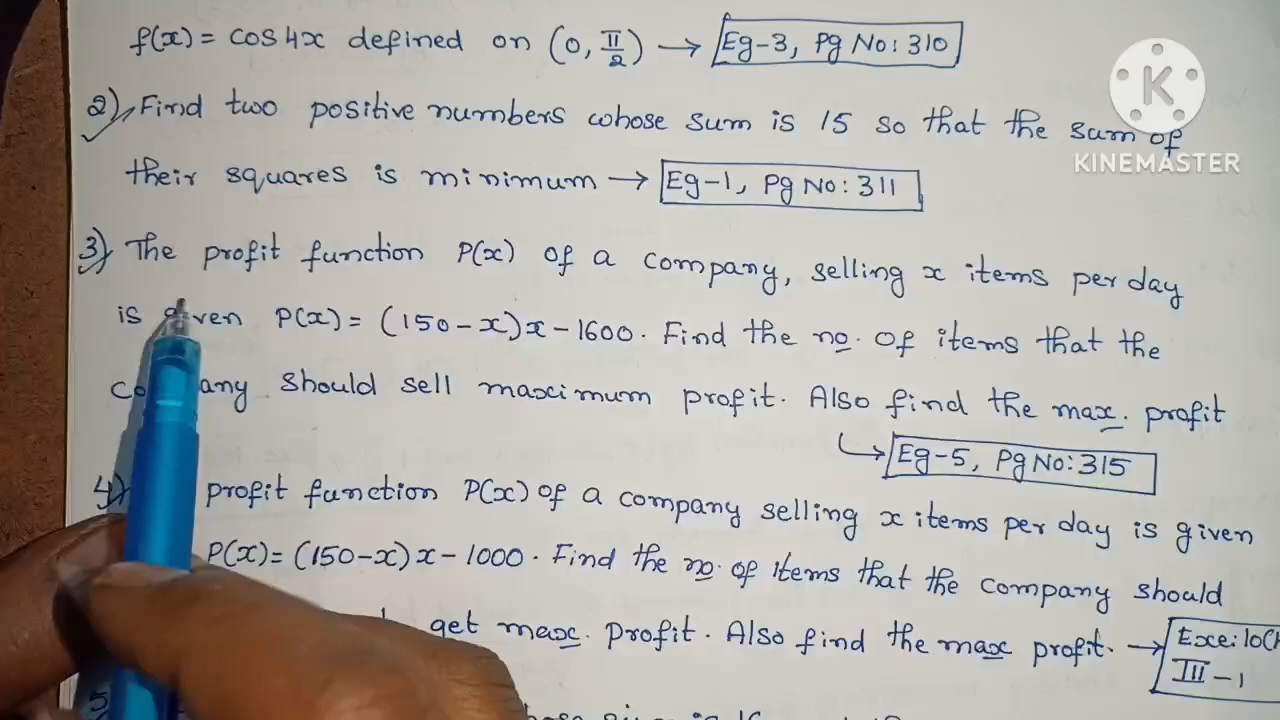 f(x) = cos4x defined on (0, π/2) → Eg-3, Pg No: 310
2) Find two positive numbers whose sum is 15 so that the sum of
their squares is minimum → Eg-1, Pg No: 311
3) The profit function P(x) of a company, selling x items per day
is given P(x) = (150-x)x-1600. Find the no. of items that the
company should sell maximum profit. Also find the max. profit
↳ Eg-5, Pg No: 315
4) profit function P(x) of a company selling x items per day is given
P(x) = (150-x)x-1000. Find the no. of items that the company should
get max. profit. Also find the max profit. → Exe: 10(
III-1
K
KINEMASTER